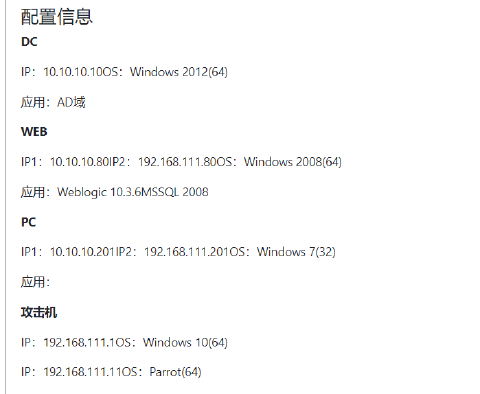 配置信息
DC
IP：10.10.10.10OS：Windows 2012(64)
应用：AD域
WEB
IP1：10.10.10.80IP2：192.168.111.80OS：Windows 2008(64)
应用：Weblogic 10.3.6MSSQL 2008
PC
IP1：10.10.10.201IP2：192.168.111.201OS：Windows 7(32)
应用：
攻击机
IP：192.168.111.1OS：Windows 10(64)
IP：192.168.111.11OS：Parrot(64)